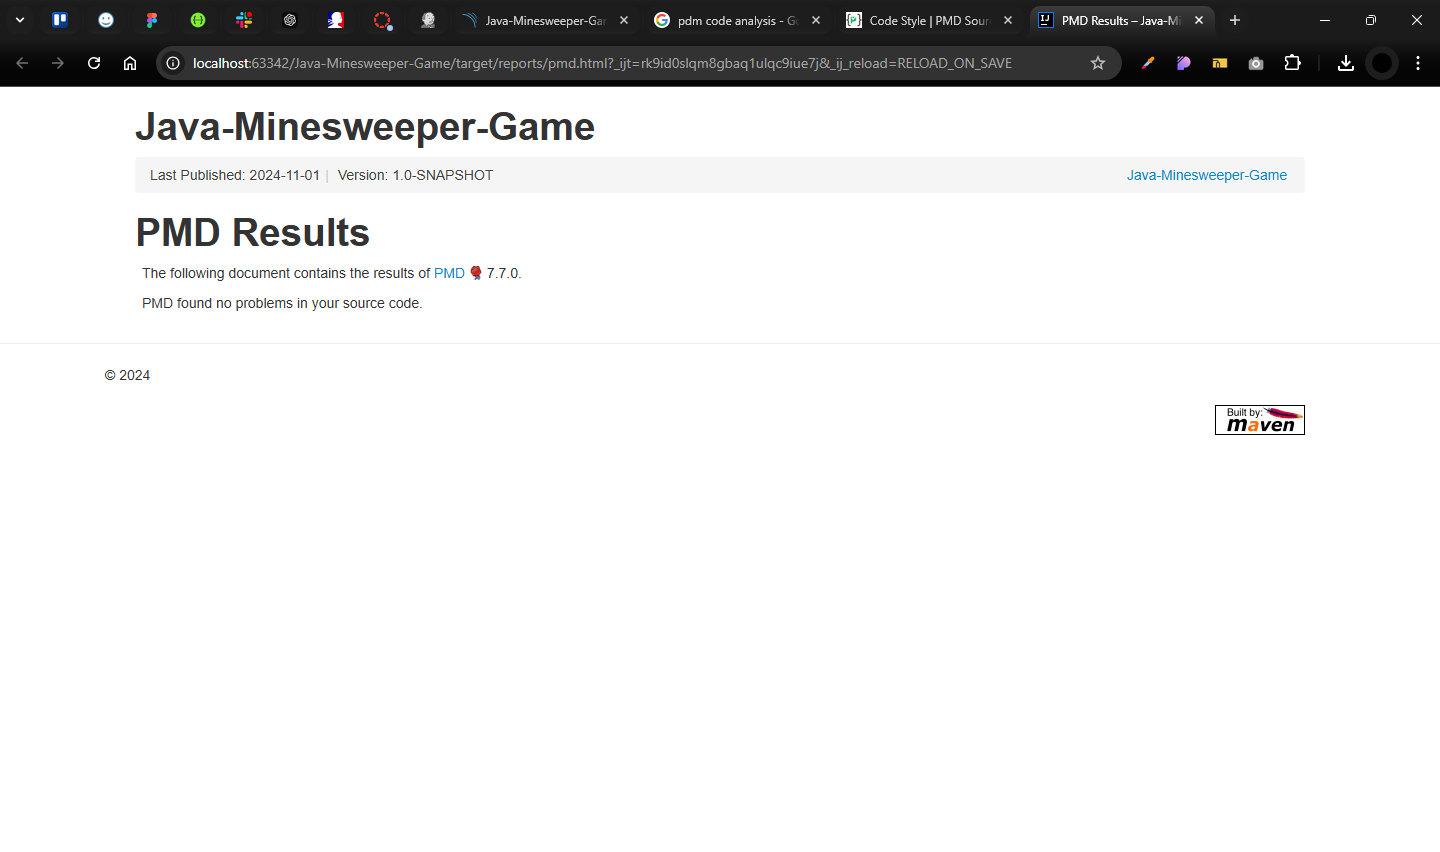 Java-Minesweeper-Gar
pdm code analysis - Go
Code Style | PMD Sour
PMD Results – Java-Mi
localhost:63342/Java-Minesweeper-Game/target/reports/pmd.html?_ijt=rk9id0slqm8gbaq1ulqc9iue7j&_ij_reload=RELOAD_ON_SAVE
Java-Minesweeper-Game
Last Published: 2024-11-01 | Version: 1.0-SNAPSHOT
Java-Minesweeper-Game
PMD Results
The following document contains the results of PMD 7.7.0.
PMD found no problems in your source code.
© 2024
Built by:
maven